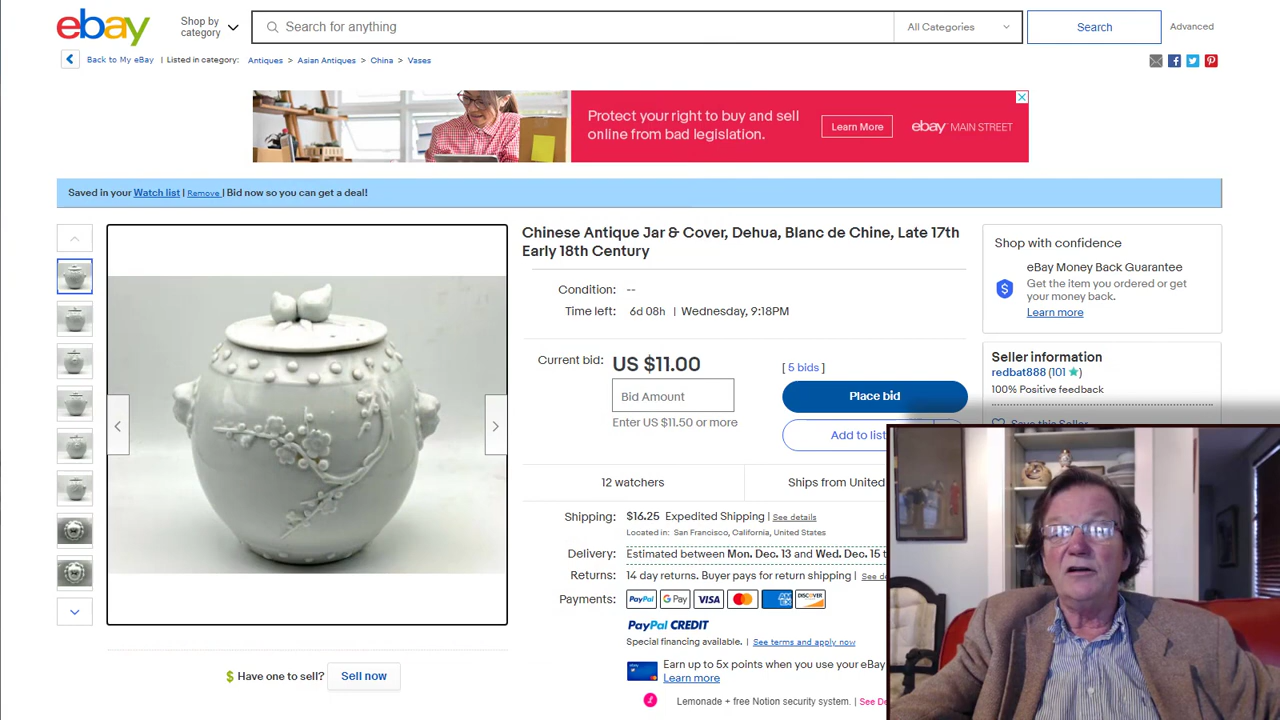 ebay
Shop by
category
Search for anything
All Categories
Search
Advanced
Back to My eBay | Listed in category: Antiques > Asian Antiques > China > Vases
Protect your right to buy and sell
online from bad legislation.
Learn More
ebay MAIN STREET
Saved in your Watch list | Remove | Bid now so you can get a deal!
Chinese Antique Jar & Cover, Dehua, Blanc de Chine, Late 17th
Early 18th Century
Condition: --
Time left: 6d 08h | Wednesday, 9:18PM
Current bid: US $11.00
[ 5 bids ]
Bid Amount
Place bid
Enter US $11.50 or more
Add to list
12 watchers
Ships from United
Shipping: $16.25 Expedited Shipping | See details
Located in: San Francisco, California, United States
Delivery: Estimated between Mon. Dec. 13 and Wed. Dec. 15 t
Returns: 14 day returns. Buyer pays for return shipping | See de
Payments: PayPal G Pay VISA DISCOVER
PayPal CREDIT
Special financing available. | See terms and apply now
Earn up to 5x points when you use your eBay
Learn more
Lemonade + free Notion security system. | See De
Have one to sell? Sell now
Shop with confidence
eBay Money Back Guarantee
Get the item you ordered or get
your money back.
Learn more
Seller information
redbat888 (101)
100% Positive feedback
Save this Seller